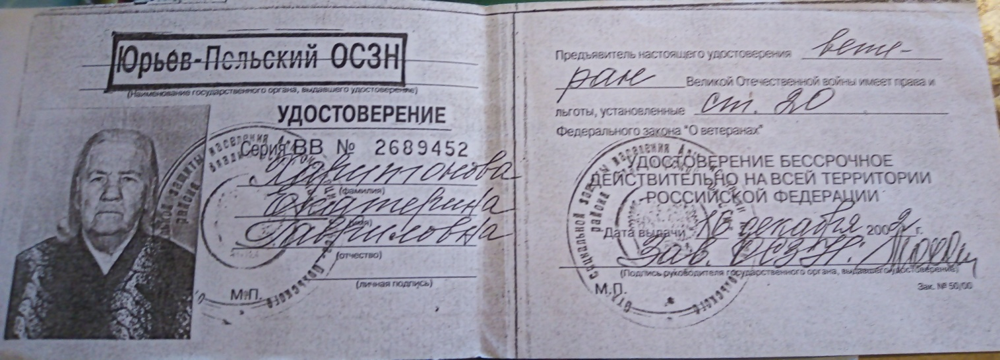 Юрьев-Польский ОСЗН
(Наименование государственного органа, выдавшего удостоверение)
УДОСТОВЕРЕНИЕ
Серия ВВ № 2689452
Харитонова
(фамилия)
Екатерина
(имя)
Гавриловна
(отчество)
(личная подпись)
М.П.
Предъявитель настоящего удостоверения вете-
ран Великой Отечественной войны имеет права и
льготы, установленные ст. 20
Федерального закона "О ветеранах"
УДОСТОВЕРЕНИЕ БЕССРОЧНОЕ
ДЕЙСТВИТЕЛЬНО НА ВСЕЙ ТЕРРИТОРИИ
РОССИЙСКОЙ ФЕДЕРАЦИИ
Дата выдачи 16 декабря 2002 г.
Зав. ОСЗН:
(Подпись руководителя государственного органа, выдавшего удостоверение)
М.П.
Зак. № 50/00